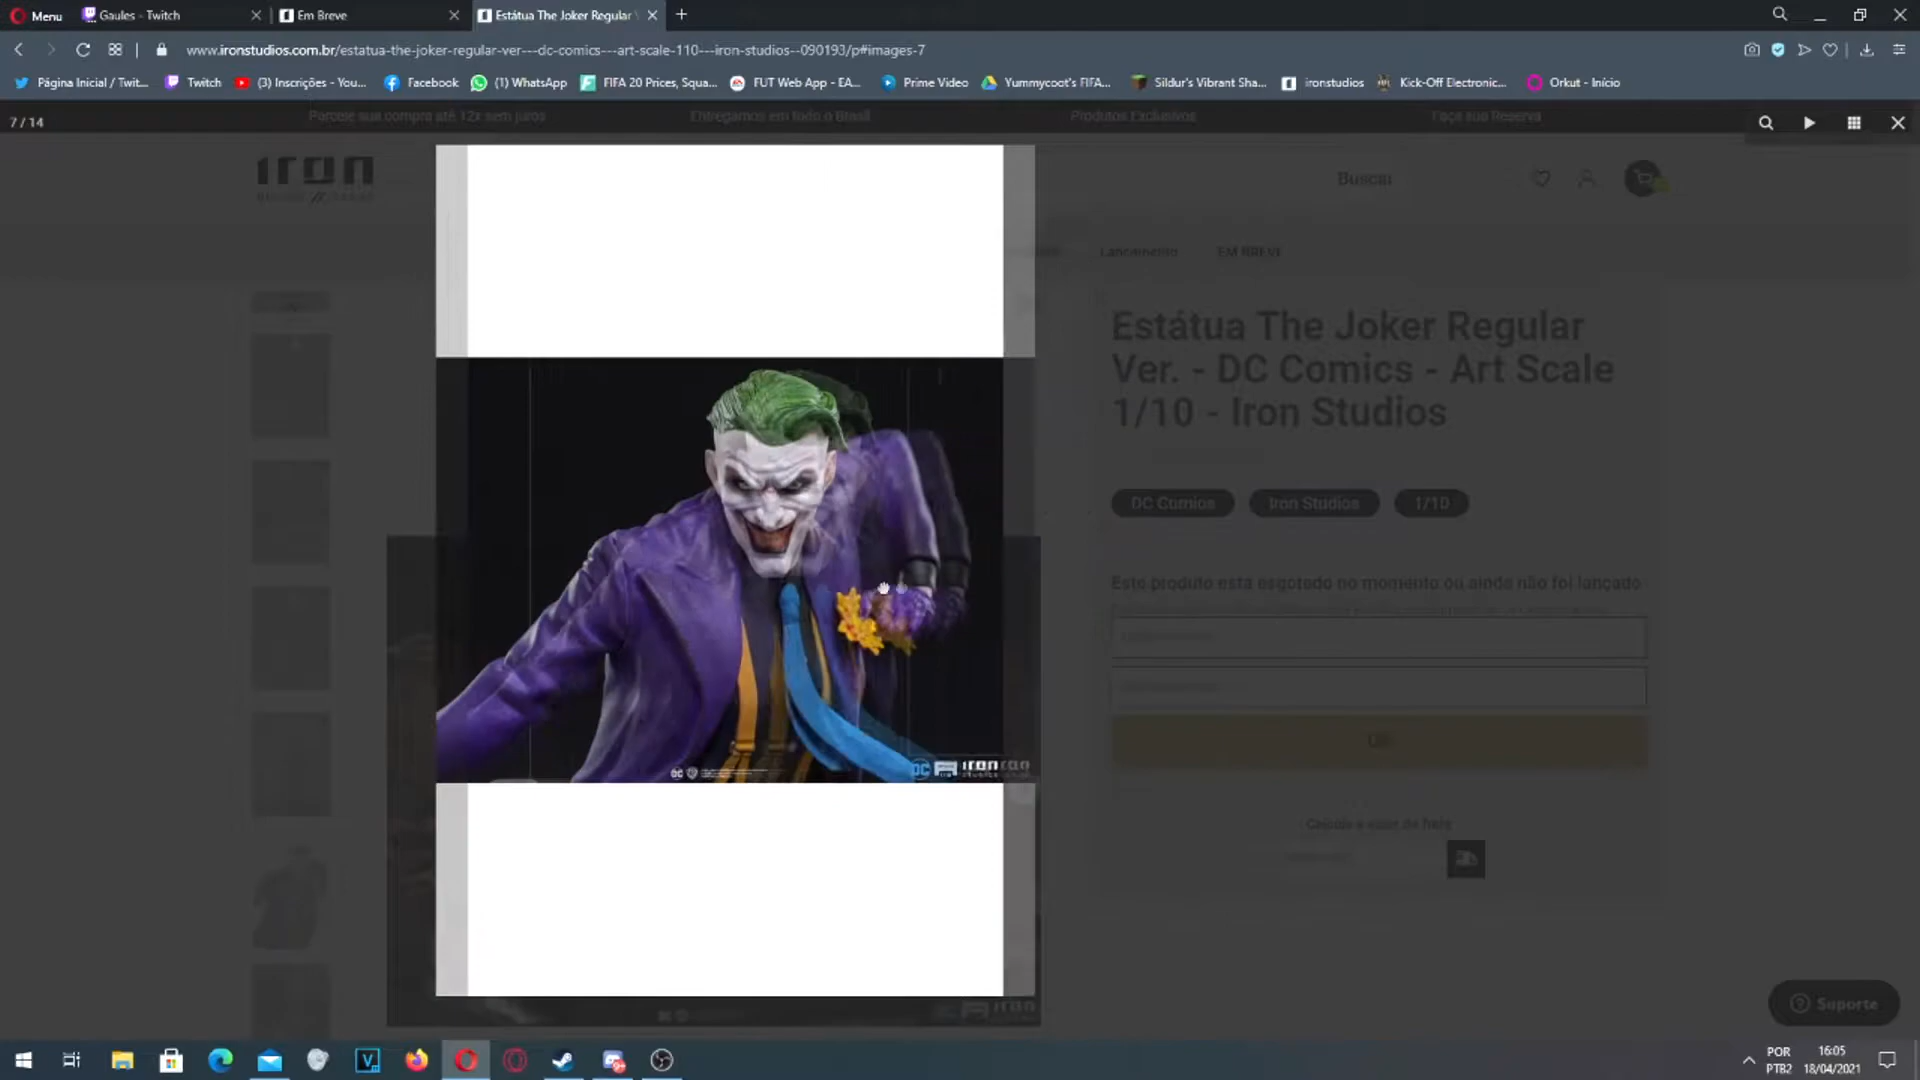 Menu
Gaules - Twitch
Em Breve
Estátua The Joker Regular
www.ironstudios.com.br/estatua-the-joker-regular-ver---dc-comics---art-scale-110---iron-studios--090193/p#images-7
Página Inicial / Twit...
Twitch
(3) Inscrições - You...
Facebook
(1) WhatsApp
FIFA 20 Prices, Squa...
FUT Web App - EA...
Prime Video
Yummycoot's FIFA...
Sildur's Vibrant Sha...
ironstudios
Kick-Off Electronic...
Orkut - Início
7 / 14
Parcele sua compra até 12x sem juros
Entregamos em todo o Brasil
Produtos Exclusivos
Faça sua Reserva
Iron
Buscar
Lançamento
EM BREVE
Estátua The Joker Regular
Ver. - DC Comics - Art Scale
1/10 - Iron Studios
DC Comics
Iron Studios
1/10
Este produto está esgotado no momento ou ainda não foi lançado
Calcule o valor do frete
Suporte
POR
PTB2
16:05
18/04/2021